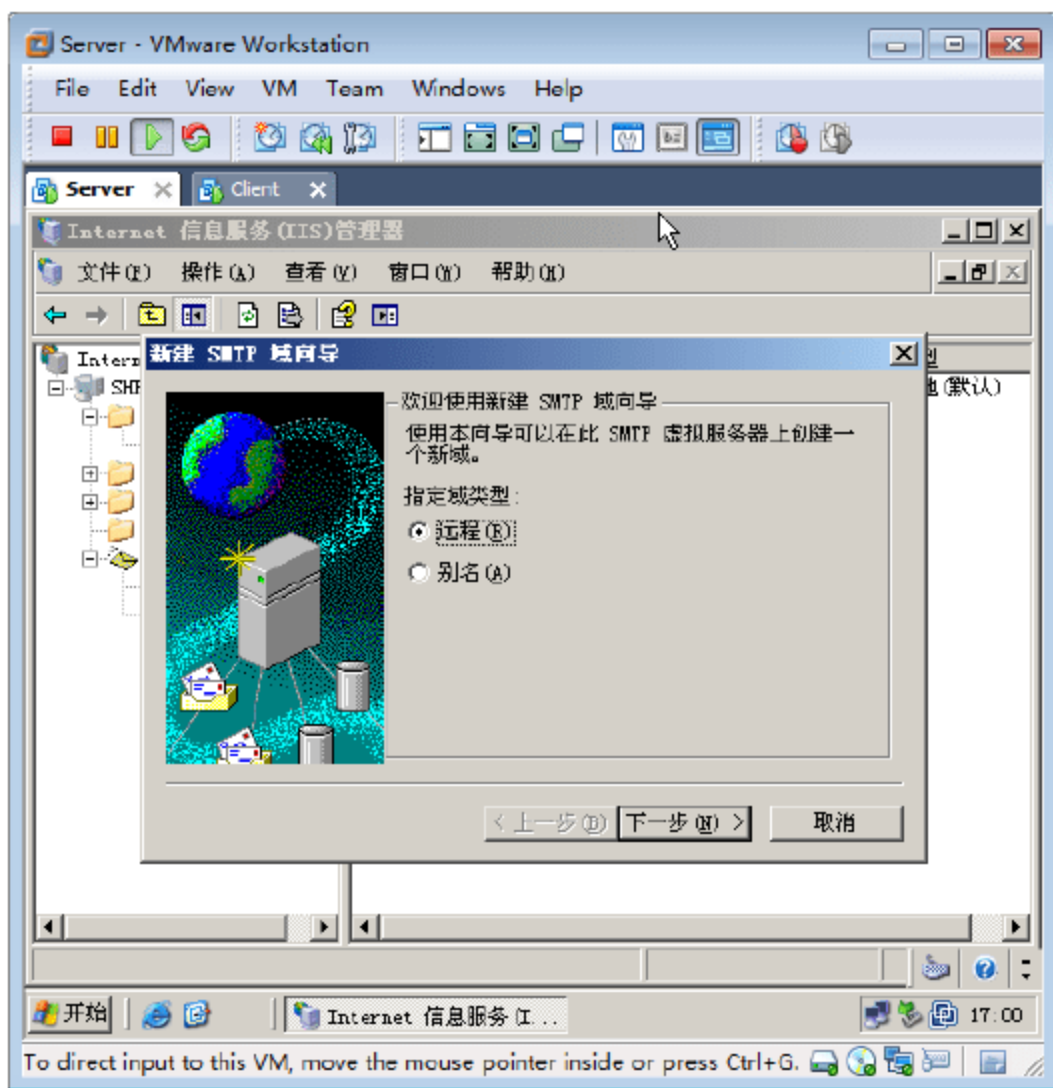 Server - VMware Workstation
File Edit View VM Team Windows Help
Server Client
Internet 信息服务(IIS)管理器
文件(F) 操作(A) 查看(V) 窗口(W) 帮助(H)
Intern
新建 SMTP 域向导
SHF
地(默认)
欢迎使用新建 SMTP 域向导
使用本向导可以在此 SMTP 虚拟服务器上创建一
个新域。
指定域类型:
远程(R)
别名(A)
< 上一步(B) 下一步(N) > 取消
开始 Internet 信息服务(I... 17:00
To direct input to this VM, move the mouse pointer inside or press Ctrl+G.